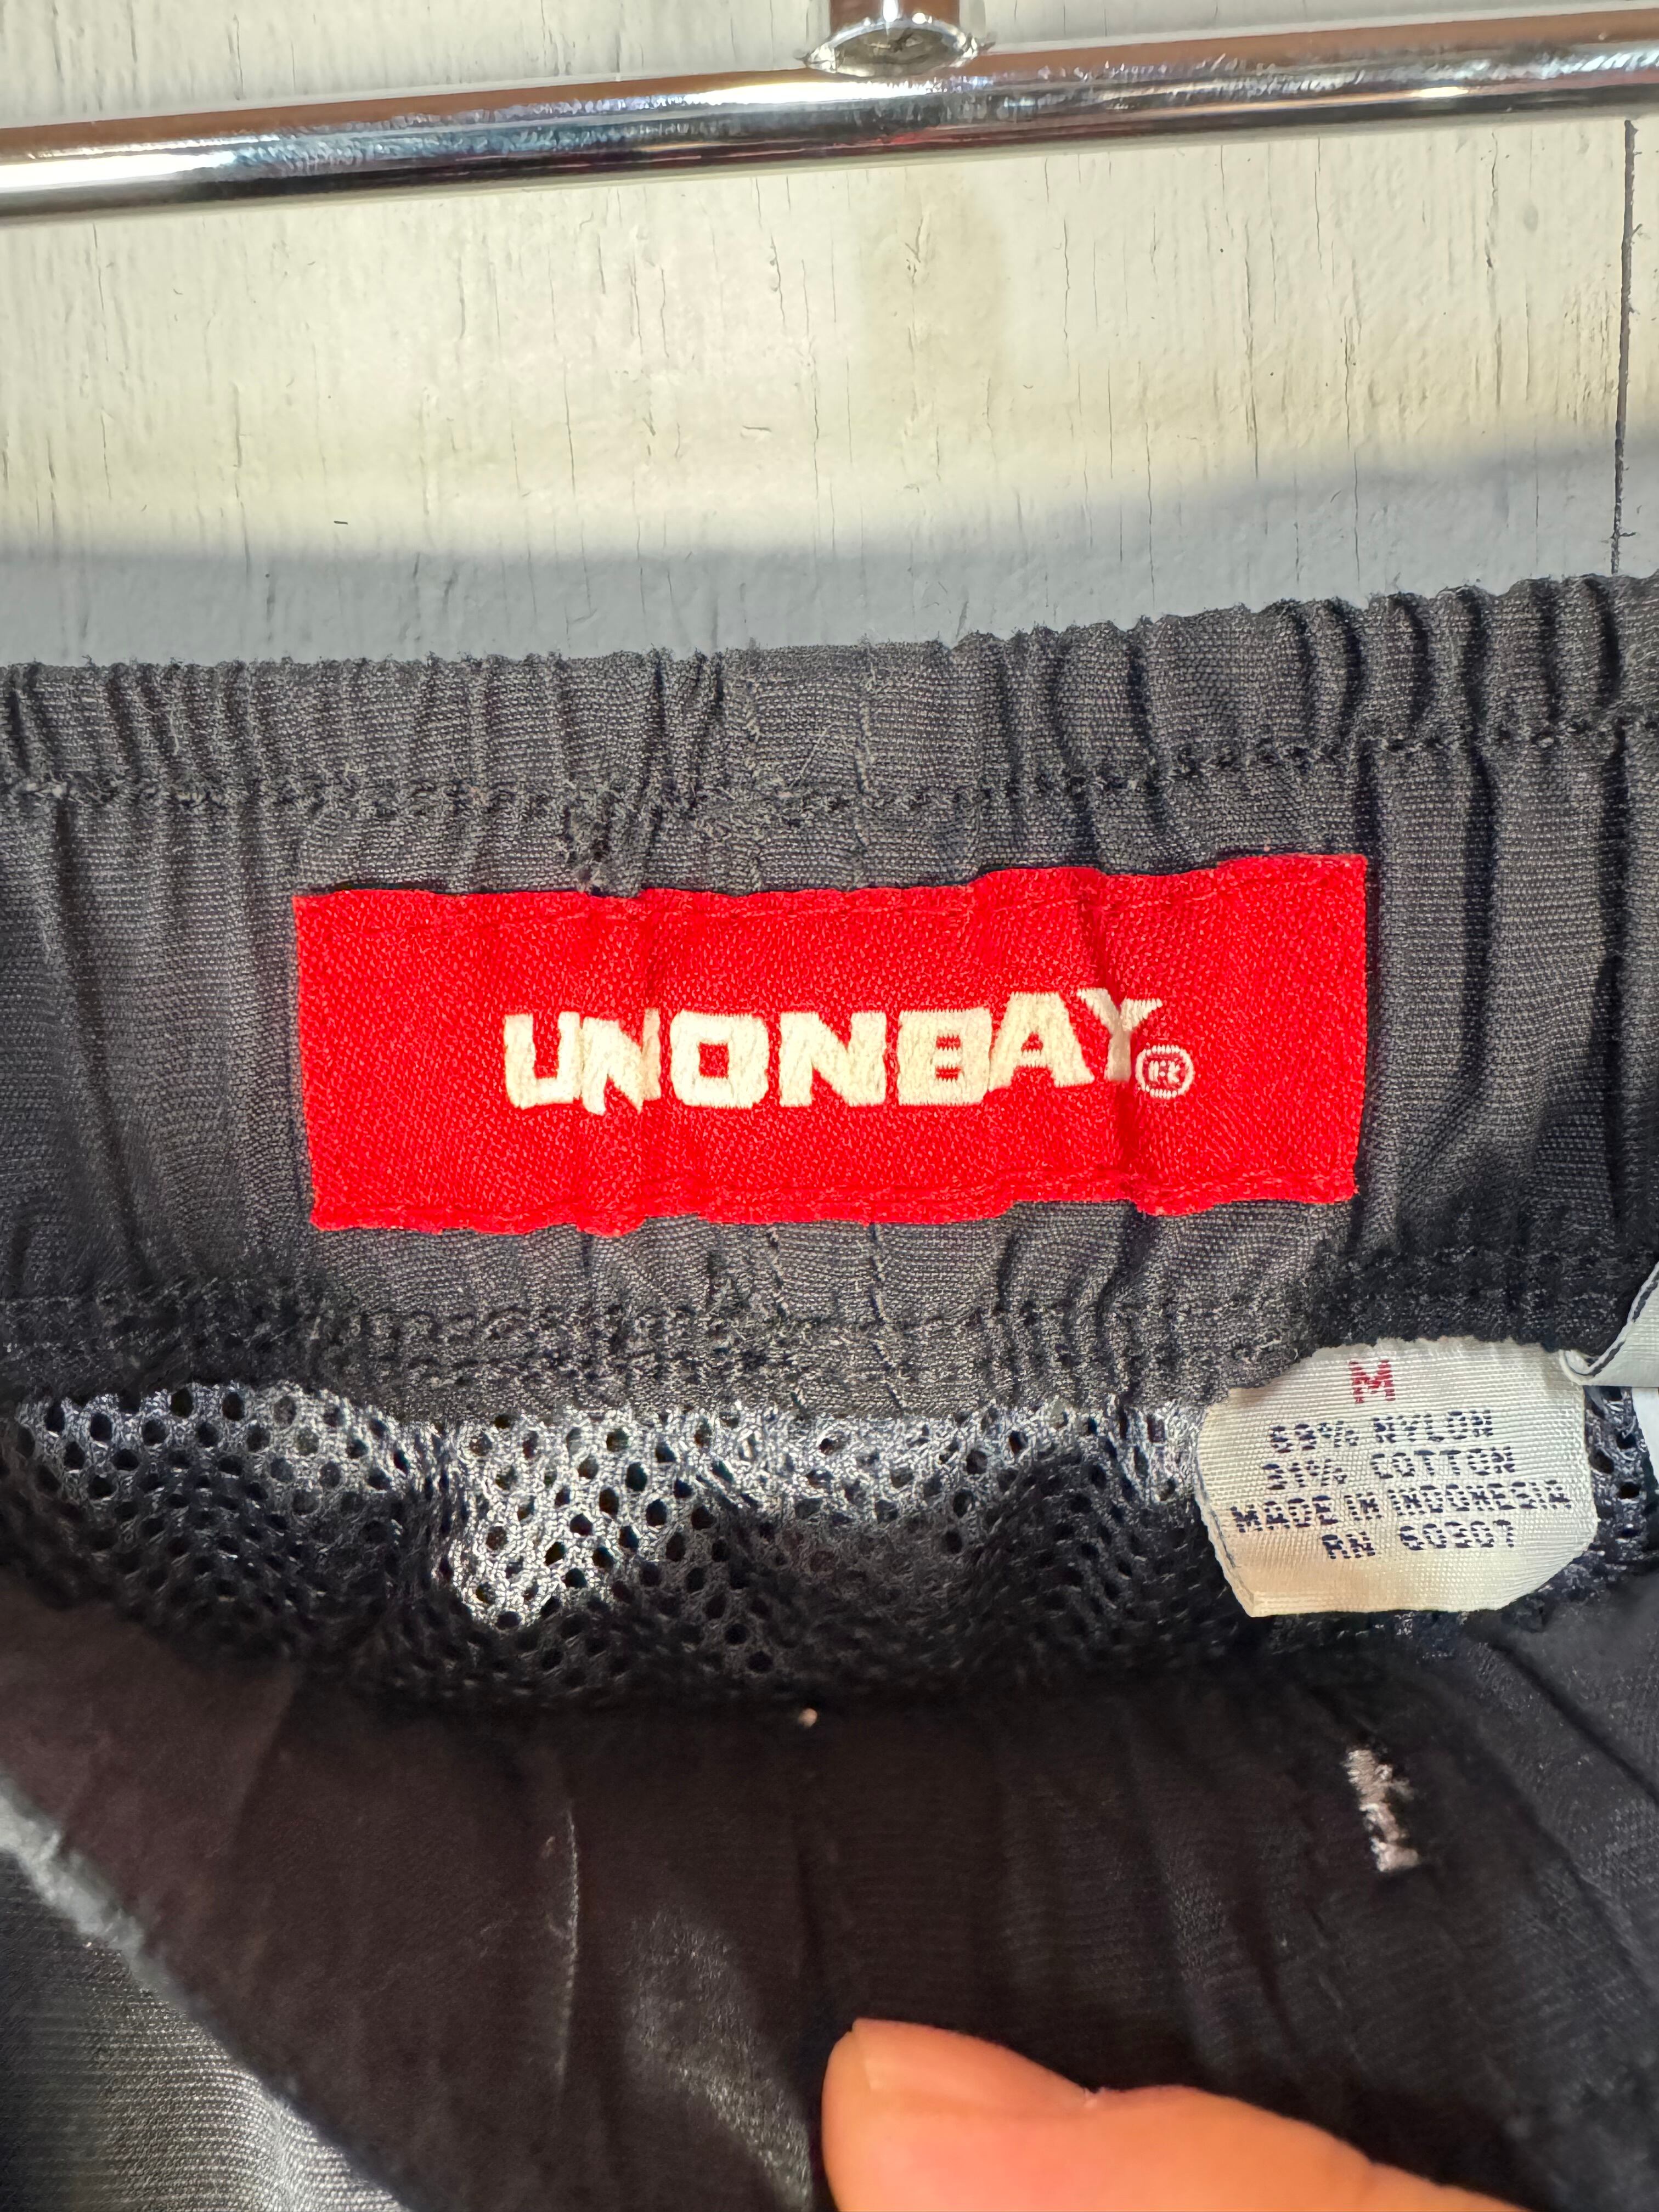 UNIONBAY®
M
69% NYLON
31% COTTON
MADE IN INDONESIA
RN 60307